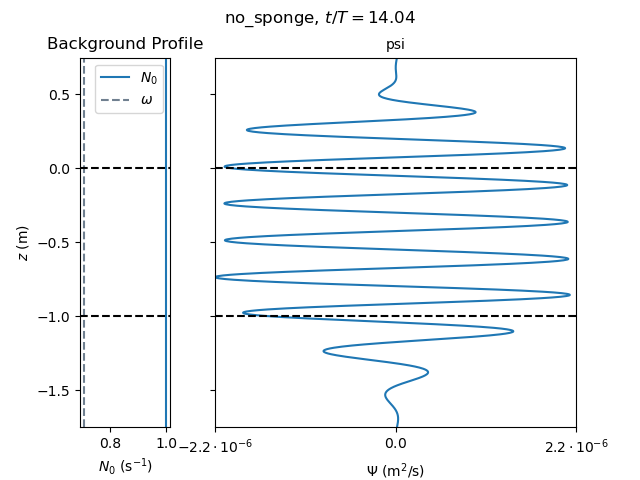 no_sponge, t/T = 14.04
Background Profile
psi
N₀
ω
0.5
0.0
−0.5
−1.0
−1.5
z (m)
0.8
1.0
N₀ (s⁻¹)
−2.2 · 10⁻⁶
0.0
2.2 · 10⁻⁶
Ψ (m²/s)